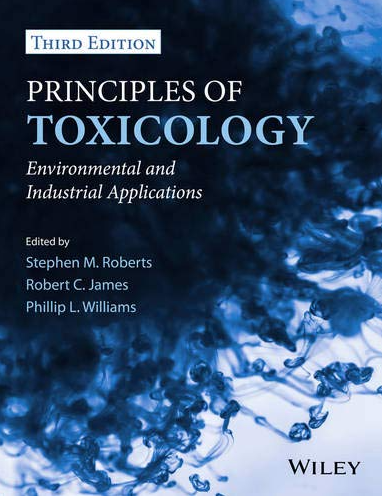 THIRD EDITION
PRINCIPLES OF
TOXICOLOGY
Environmental and
Industrial Applications
Edited by
Stephen M. Roberts
Robert C. James
Phillip L. Williams
WILEY